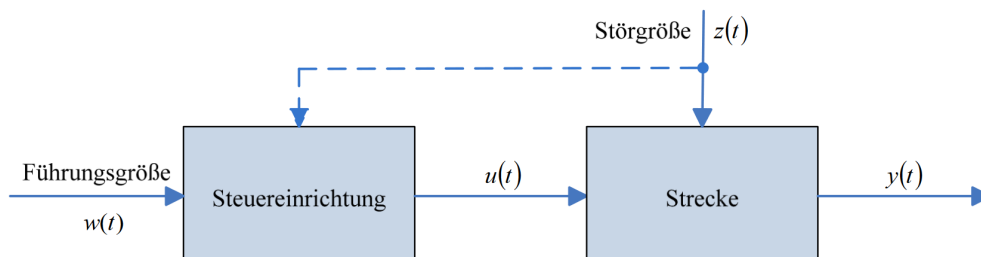 Störgröße z(t)
Führungsgröße
w(t)
Steuereinrichtung
u(t)
Strecke
y(t)